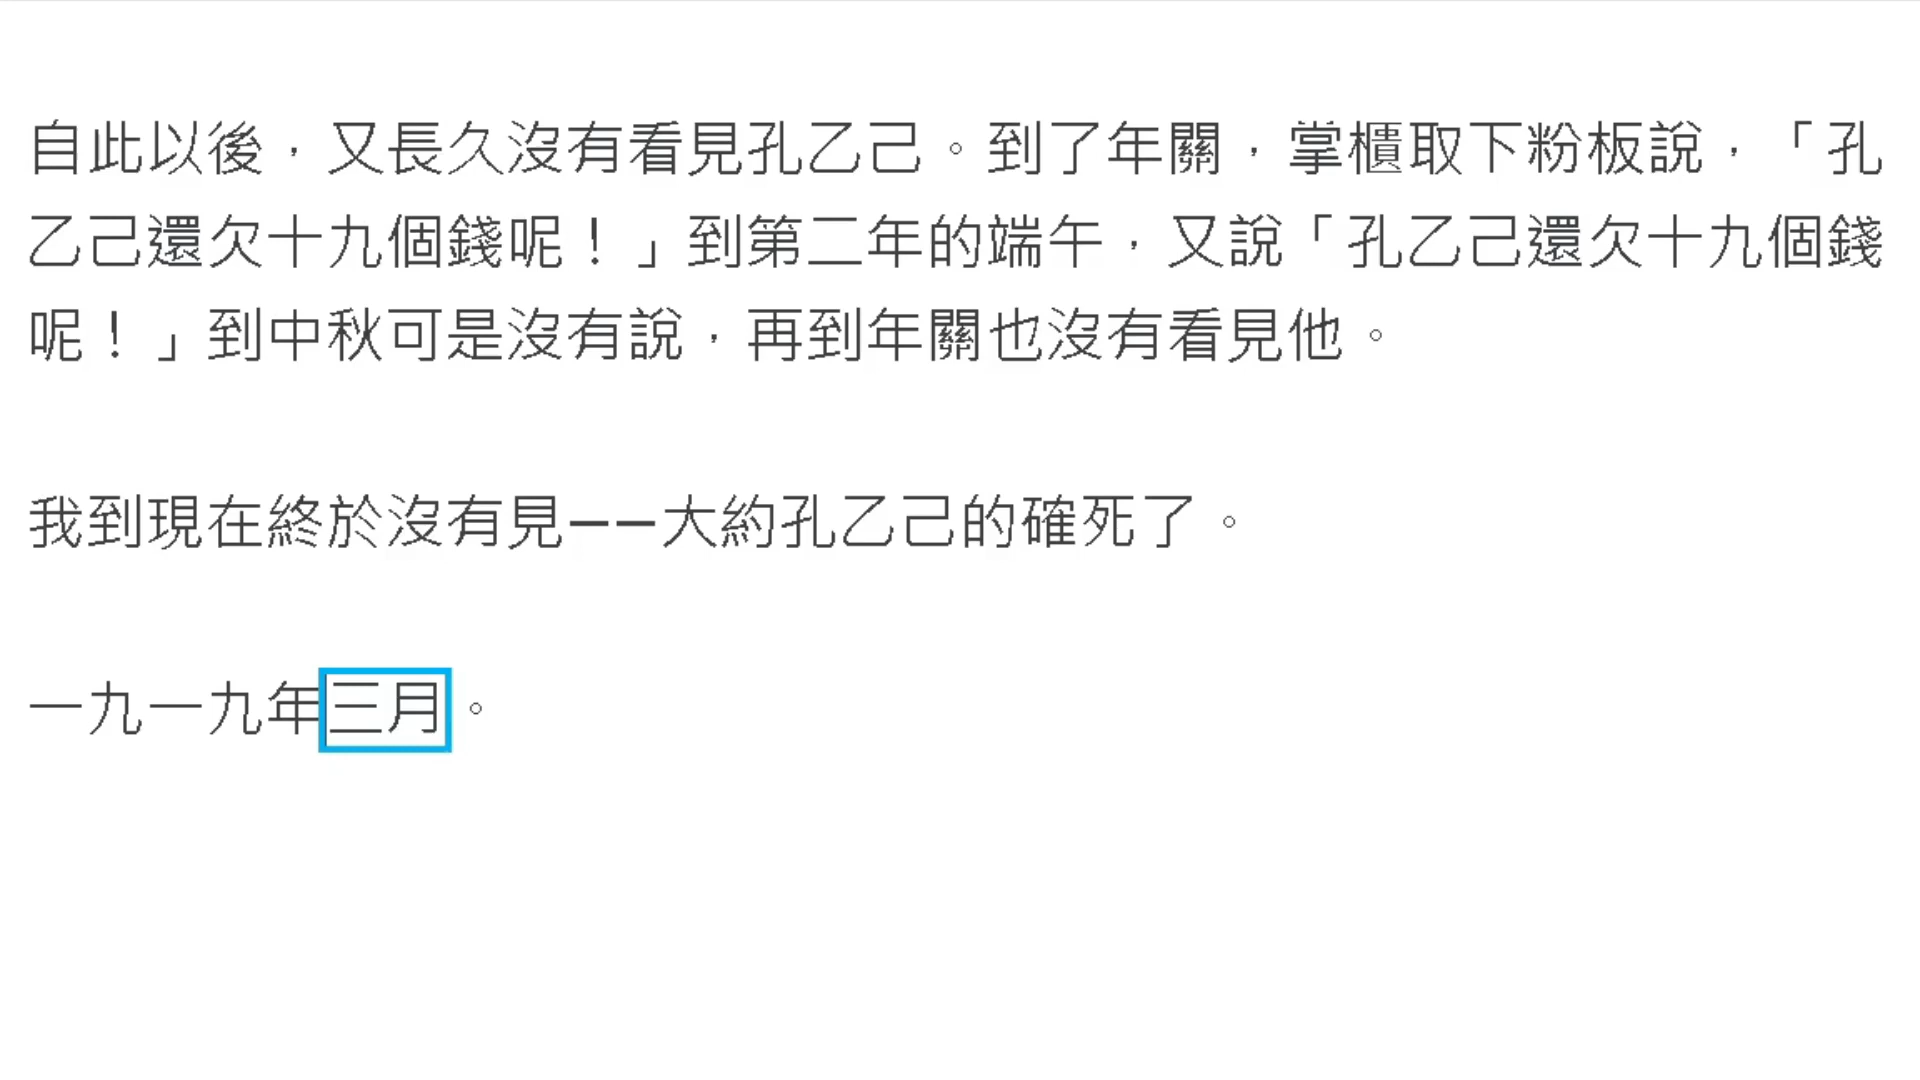 自此以後，又長久沒有看見孔乙己。到了年關，掌櫃取下粉板說，「孔
乙己還欠十九個錢呢！」到第二年的端午，又說「孔乙己還欠十九個錢
呢！」到中秋可是沒有說，再到年關也沒有看見他。
我到現在終於沒有見——大約孔乙己的確死了。
一九一九年三月。